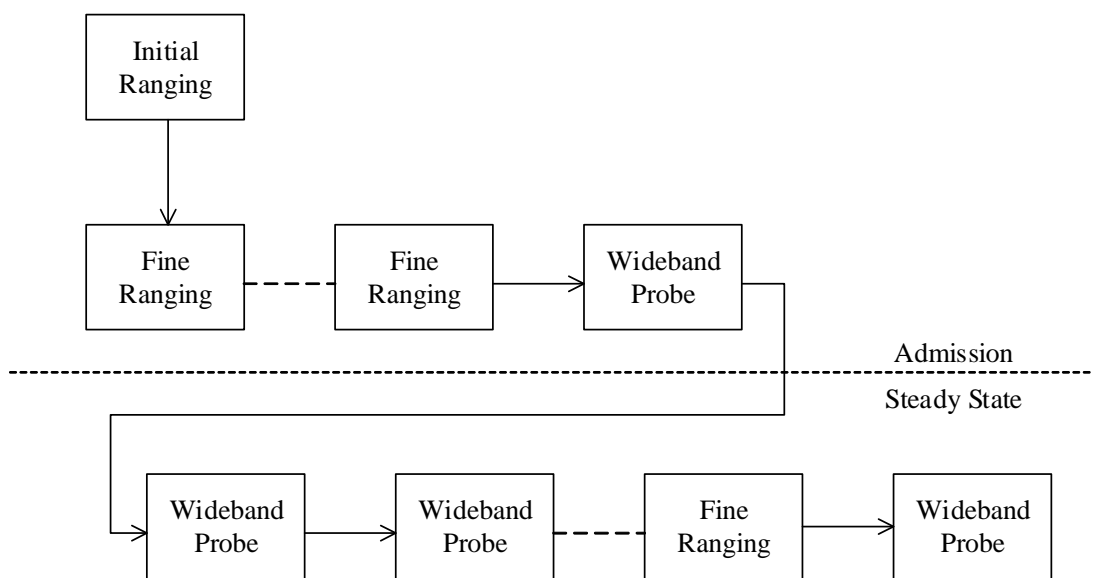 Initial
Ranging
Fine
Ranging
Fine
Ranging
Wideband
Probe
Admission
Steady State
Wideband
Probe
Wideband
Probe
Fine
Ranging
Wideband
Probe